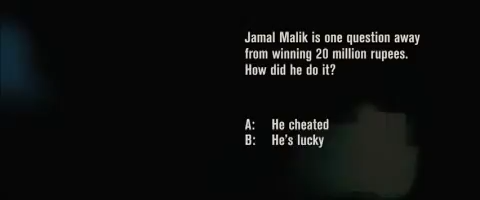 Jamal Malik is one question away
from winning 20 million rupees.
How did he do it?
A: He cheated
B: He's lucky